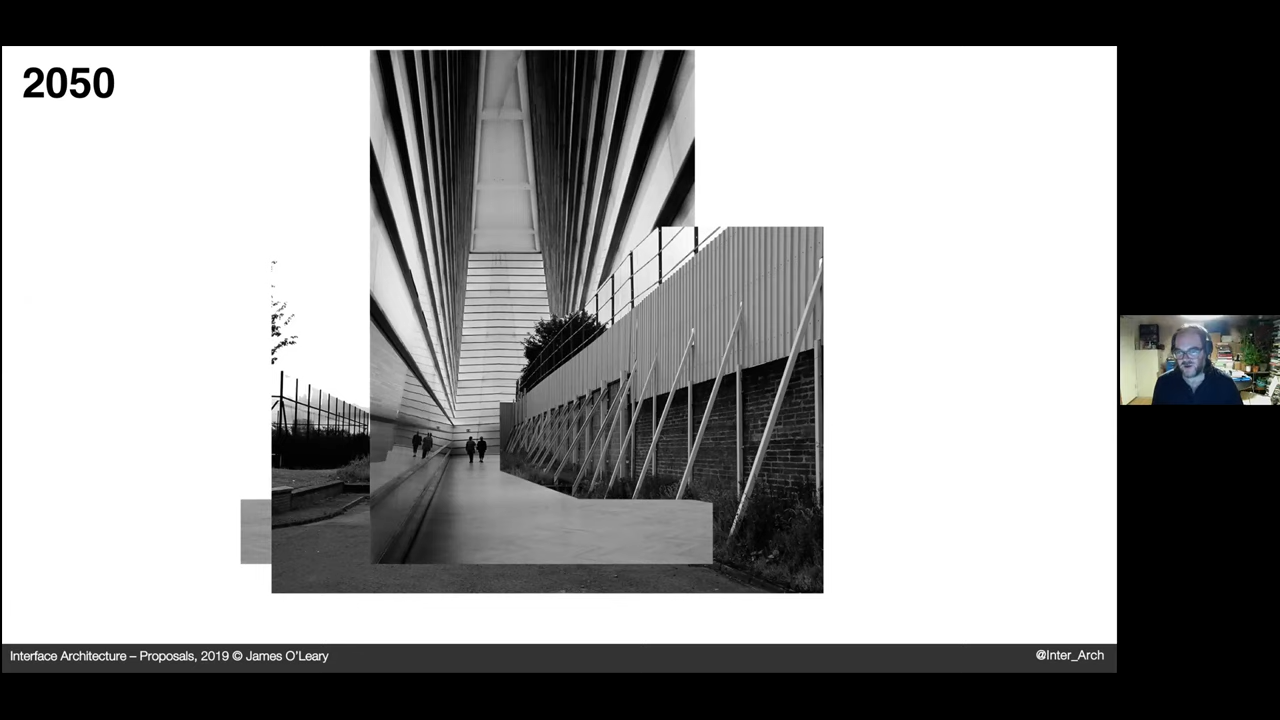 2050
Interface Architecture – Proposals, 2019 © James O'Leary
@Inter_Arch